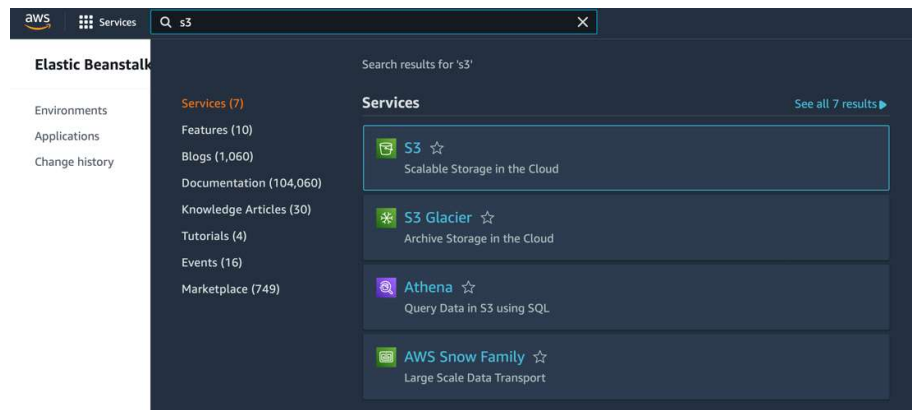 aws
Services
s3
Elastic Beanstalk
Environments
Applications
Change history
Search results for 's3'
Services (7)
Features (10)
Blogs (1,060)
Documentation (104,060)
Knowledge Articles (30)
Tutorials (4)
Events (16)
Marketplace (749)
Services
See all 7 results
S3
Scalable Storage in the Cloud
S3 Glacier
Archive Storage in the Cloud
Athena
Query Data in S3 using SQL
AWS Snow Family
Large Scale Data Transport